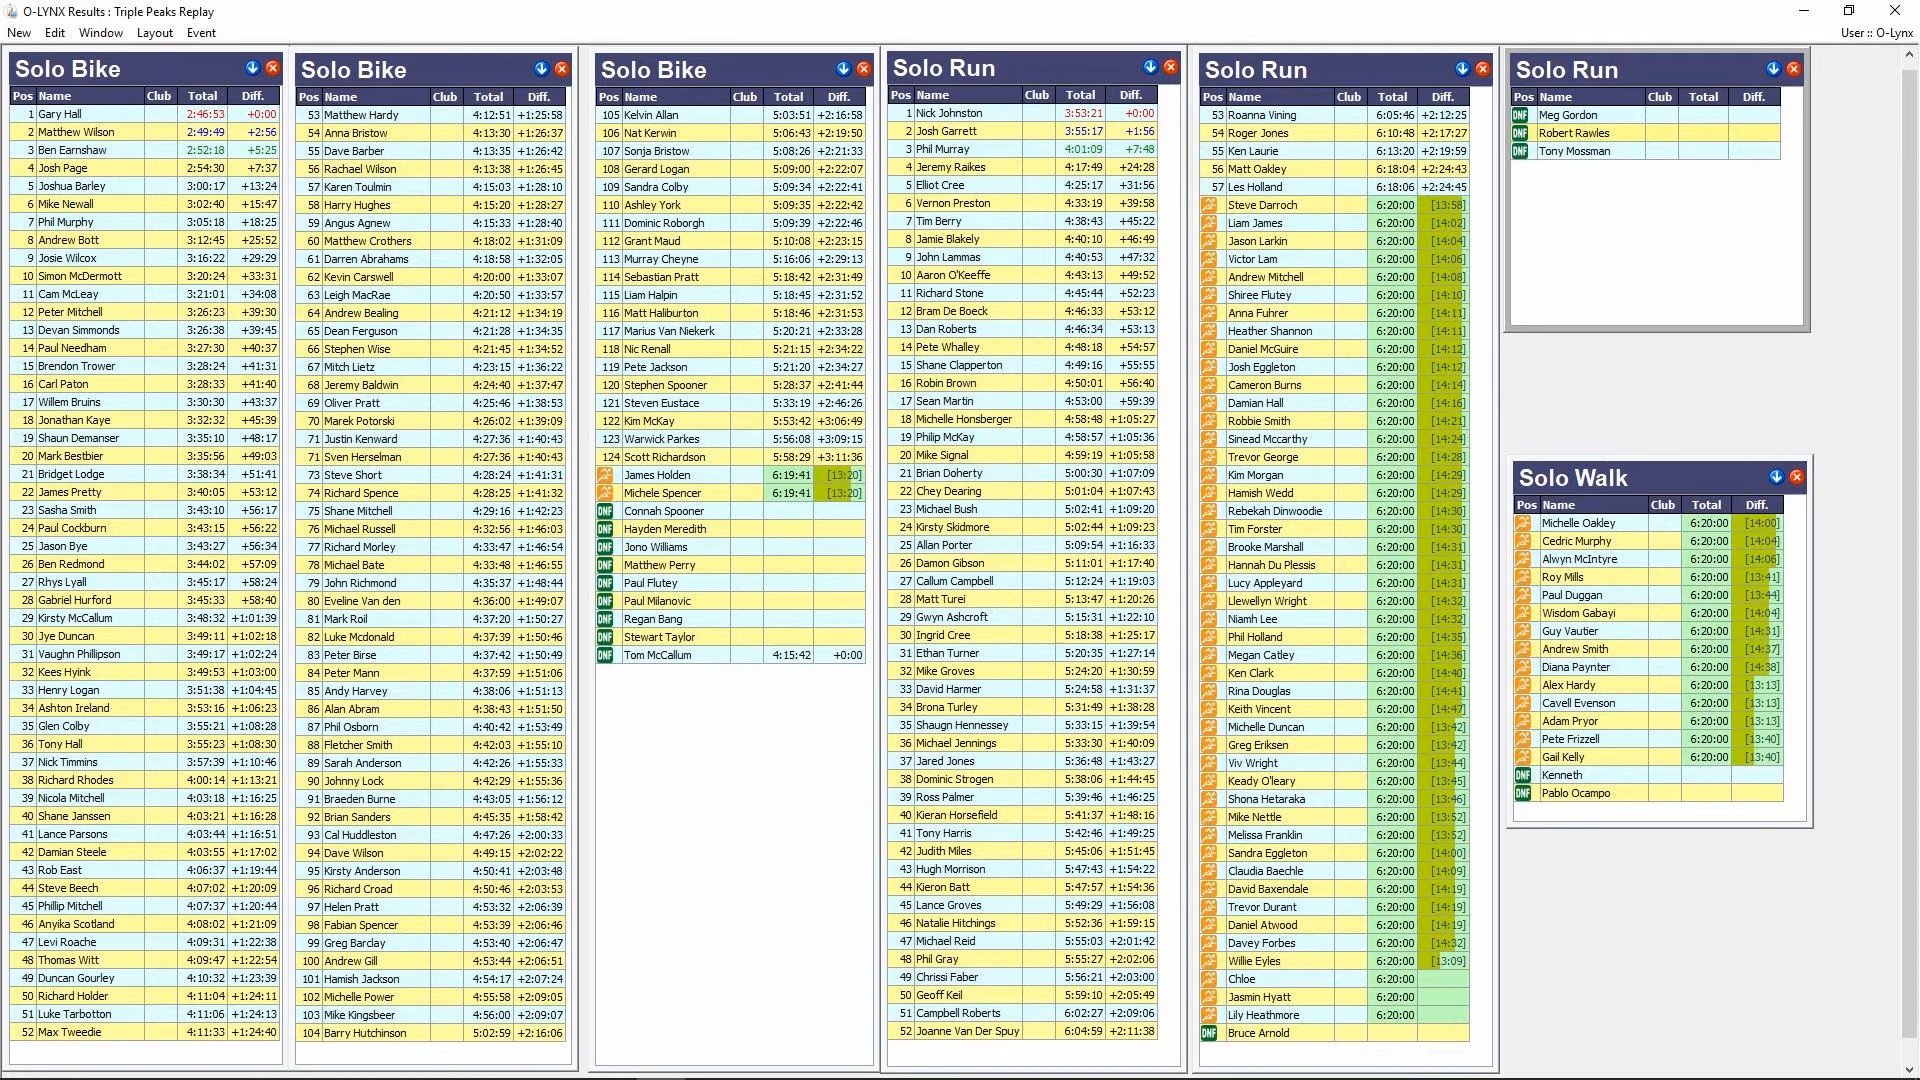 O-LYNX Results : Triple Peaks Replay
New Edit Window Layout Event User :: O-Lynx
Solo Bike
Pos Name Club Total Diff.
1 Gary Hall 2:46:53 +0:00
2 Matthew Wilson 2:49:49 +2:56
3 Ben Earnshaw 2:52:18 +5:25
4 Josh Page 2:54:30 +7:37
5 Joshua Barley 3:00:17 +13:24
6 Mike Newall 3:02:40 +15:47
7 Phil Murphy 3:05:18 +18:25
8 Andrew Bott 3:12:45 +25:52
9 Josie Wilcox 3:16:22 +29:29
10 Simon McDermott 3:20:24 +33:31
11 Cam McLeay 3:21:01 +34:08
12 Peter Mitchell 3:26:23 +39:30
13 Devan Simmonds 3:26:38 +39:45
14 Paul Needham 3:27:30 +40:37
15 Brendon Trower 3:28:24 +41:31
16 Carl Paton 3:28:33 +41:40
17 Willem Bruins 3:30:30 +43:37
18 Jonathan Kaye 3:32:32 +45:39
19 Shaun Demanser 3:35:10 +48:17
20 Mark Bestbier 3:35:56 +49:03
21 Bridget Lodge 3:38:34 +51:41
22 James Pretty 3:40:05 +53:12
23 Sasha Smith 3:43:10 +56:17
24 Paul Cockburn 3:43:15 +56:22
25 Jason Bye 3:43:27 +56:34
26 Ben Redmond 3:44:02 +57:09
27 Rhys Lyall 3:45:17 +58:24
28 Gabriel Hurford 3:45:33 +58:40
29 Kirsty McCallum 3:48:32 +1:01:39
30 Jye Duncan 3:49:11 +1:02:18
31 Vaughn Phillipson 3:49:17 +1:02:24
32 Kees Hyink 3:49:53 +1:03:00
33 Henry Logan 3:51:38 +1:04:45
34 Ashton Ireland 3:53:16 +1:06:23
35 Glen Colby 3:55:21 +1:08:28
36 Tony Hall 3:55:23 +1:08:30
37 Nick Timmins 3:57:39 +1:10:46
38 Richard Rhodes 4:00:14 +1:13:21
39 Nicola Mitchell 4:03:18 +1:16:25
40 Shane Janssen 4:03:21 +1:16:28
41 Lance Parsons 4:03:44 +1:16:51
42 Damian Steele 4:03:55 +1:17:02
43 Rob East 4:06:37 +1:19:44
44 Steve Beech 4:07:02 +1:20:09
45 Phillip Mitchell 4:07:37 +1:20:44
46 Anyika Scotland 4:08:02 +1:21:09
47 Levi Roache 4:09:31 +1:22:38
48 Thomas Witt 4:09:47 +1:22:54
49 Duncan Gourley 4:10:32 +1:23:39
50 Richard Holder 4:11:04 +1:24:11
51 Luke Tarbotton 4:11:06 +1:24:13
52 Max Tweedie 4:11:33 +1:24:40
Solo Bike
Pos Name Club Total Diff.
53 Matthew Hardy 4:12:51 +1:25:58
54 Anna Bristow 4:13:30 +1:26:37
55 Dave Barber 4:13:35 +1:26:42
56 Rachael Wilson 4:13:38 +1:26:45
57 Karen Toulmin 4:15:03 +1:28:10
58 Harry Hughes 4:15:20 +1:28:27
59 Angus Agnew 4:15:33 +1:28:40
60 Matthew Crothers 4:18:02 +1:31:09
61 Darren Abrahams 4:18:58 +1:32:05
62 Kevin Carswell 4:20:00 +1:33:07
63 Leigh MacRae 4:20:50 +1:33:57
64 Andrew Bealing 4:21:12 +1:34:19
65 Dean Ferguson 4:21:28 +1:34:35
66 Stephen Wise 4:21:45 +1:34:52
67 Mitch Lietz 4:23:15 +1:36:22
68 Jeremy Baldwin 4:24:40 +1:37:47
69 Oliver Pratt 4:25:46 +1:38:53
70 Marek Potorski 4:26:02 +1:39:09
71 Justin Kenward 4:27:36 +1:40:43
71 Sven Herselman 4:27:36 +1:40:43
73 Steve Short 4:28:24 +1:41:31
74 Richard Spence 4:28:25 +1:41:32
75 Shane Mitchell 4:29:16 +1:42:23
76 Michael Russell 4:32:56 +1:46:03
77 Richard Morley 4:33:47 +1:46:54
78 Michael Bate 4:33:48 +1:46:55
79 John Richmond 4:35:37 +1:48:44
80 Eveline Van den 4:36:00 +1:49:07
81 Mark Roil 4:37:20 +1:50:27
82 Luke Mcdonald 4:37:39 +1:50:46
83 Peter Birse 4:37:42 +1:50:49
84 Peter Mann 4:37:59 +1:51:06
85 Andy Harvey 4:38:06 +1:51:13
86 Alan Abram 4:38:43 +1:51:50
87 Phil Osborn 4:40:42 +1:53:49
88 Fletcher Smith 4:42:03 +1:55:10
89 Sarah Anderson 4:42:26 +1:55:33
90 Johnny Lock 4:42:29 +1:55:36
91 Braeden Burne 4:43:05 +1:56:12
92 Brian Sanders 4:45:35 +1:58:42
93 Cal Huddleston 4:47:26 +2:00:33
94 Dave Wilson 4:49:15 +2:02:22
95 Kirsty Anderson 4:50:41 +2:03:48
96 Richard Croad 4:50:46 +2:03:53
97 Helen Pratt 4:53:32 +2:06:39
98 Fabian Spencer 4:53:39 +2:06:46
99 Greg Barclay 4:53:40 +2:06:47
100 Andrew Gill 4:53:44 +2:06:51
101 Hamish Jackson 4:54:17 +2:07:24
102 Michelle Power 4:55:58 +2:09:05
103 Mike Kingsbeer 4:56:00 +2:09:07
104 Barry Hutchinson 5:02:59 +2:16:06
Solo Bike
Pos Name Club Total Diff.
105 Kelvin Allan 5:03:51 +2:16:58
106 Nat Kerwin 5:06:43 +2:19:50
107 Sonja Bristow 5:08:26 +2:21:33
108 Gerard Logan 5:09:00 +2:22:07
109 Sandra Colby 5:09:34 +2:22:41
110 Ashley York 5:09:35 +2:22:42
111 Dominic Roborgh 5:09:39 +2:22:46
112 Grant Maud 5:10:08 +2:23:15
113 Murray Cheyne 5:16:06 +2:29:13
114 Sebastian Pratt 5:18:42 +2:31:49
115 Liam Halpin 5:18:45 +2:31:52
116 Matt Haliburton 5:18:46 +2:31:53
117 Marius Van Niekerk 5:20:21 +2:33:28
118 Nic Renall 5:21:15 +2:34:22
119 Pete Jackson 5:21:20 +2:34:27
120 Stephen Spooner 5:28:37 +2:41:44
121 Steven Eustace 5:33:19 +2:46:26
122 Kim McKay 5:53:42 +3:06:49
123 Warwick Parkes 5:56:08 +3:09:15
124 Scott Richardson 5:58:29 +3:11:36
James Holden 6:19:41 [13:20]
Michele Spencer 6:19:41 [13:20]
DNF Connah Spooner
DNF Hayden Meredith
DNF Jono Williams
DNF Matthew Perry
DNF Paul Flutey
DNF Paul Milanovic
DNF Regan Bang
DNF Stewart Taylor
DNF Tom McCallum 4:15:42 +0:00
Solo Run
Pos Name Club Total Diff.
1 Nick Johnston 3:53:21 +0:00
2 Josh Garrett 3:55:17 +1:56
3 Phil Murray 4:01:09 +7:48
4 Jeremy Raikes 4:17:49 +24:28
5 Elliot Cree 4:25:17 +31:56
6 Vernon Preston 4:33:19 +39:58
7 Tim Berry 4:38:43 +45:22
8 Jamie Blakely 4:40:10 +46:49
9 John Lammas 4:40:53 +47:32
10 Aaron O'Keeffe 4:43:13 +49:52
11 Richard Stone 4:45:44 +52:23
12 Bram De Boeck 4:46:33 +53:12
13 Dan Roberts 4:46:34 +53:13
14 Pete Whalley 4:48:18 +54:57
15 Shane Clapperton 4:49:16 +55:55
16 Robin Brown 4:50:01 +56:40
17 Sean Martin 4:53:00 +59:39
18 Michelle Honsberger 4:58:48 +1:05:27
19 Philip McKay 4:58:57 +1:05:36
20 Mike Signal 4:59:19 +1:05:58
21 Brian Doherty 5:00:30 +1:07:09
22 Chey Dearing 5:01:04 +1:07:43
23 Michael Bush 5:02:41 +1:09:20
24 Kirsty Skidmore 5:02:44 +1:09:23
25 Allan Porter 5:09:54 +1:16:33
26 Damon Gibson 5:11:01 +1:17:40
27 Callum Campbell 5:12:24 +1:19:03
28 Matt Turei 5:13:47 +1:20:26
29 Gwyn Ashcroft 5:15:31 +1:22:10
30 Ingrid Cree 5:18:38 +1:25:17
31 Ethan Turner 5:20:35 +1:27:14
32 Mike Groves 5:24:20 +1:30:59
33 David Harmer 5:24:58 +1:31:37
34 Brona Turley 5:31:49 +1:38:28
35 Shaugn Hennessey 5:33:15 +1:39:54
36 Michael Jennings 5:33:30 +1:40:09
37 Jared Jones 5:36:48 +1:43:27
38 Dominic Strogen 5:38:06 +1:44:45
39 Ross Palmer 5:39:46 +1:46:25
40 Kieran Horsefield 5:41:37 +1:48:16
41 Tony Harris 5:42:46 +1:49:25
42 Judith Miles 5:45:06 +1:51:45
43 Hugh Morrison 5:47:43 +1:54:22
44 Kieron Batt 5:47:57 +1:54:36
45 Lance Groves 5:49:29 +1:56:08
46 Natalie Hitchings 5:52:36 +1:59:15
47 Michael Reid 5:55:03 +2:01:42
48 Phil Gray 5:55:27 +2:02:06
49 Chrissi Faber 5:56:21 +2:03:00
50 Geoff Keil 5:59:10 +2:05:49
51 Campbell Roberts 6:02:27 +2:09:06
52 Joanne Van Der Spuy 6:04:59 +2:11:38
Solo Run
Pos Name Club Total Diff.
53 Roanna Vining 6:05:46 +2:12:25
54 Roger Jones 6:10:48 +2:17:27
55 Ken Laurie 6:13:20 +2:19:59
56 Matt Oakley 6:18:04 +2:24:43
57 Les Holland 6:18:06 +2:24:45
Steve Darroch 6:20:00 [13:58]
Liam James 6:20:00 [14:02]
Jason Larkin 6:20:00 [14:04]
Victor Lam 6:20:00 [14:06]
Andrew Mitchell 6:20:00 [14:08]
Shiree Flutey 6:20:00 [14:10]
Anna Fuhrer 6:20:00 [14:11]
Heather Shannon 6:20:00 [14:11]
Daniel McGuire 6:20:00 [14:12]
Josh Eggleton 6:20:00 [14:12]
Cameron Burns 6:20:00 [14:14]
Damian Hall 6:20:00 [14:16]
Robbie Smith 6:20:00 [14:21]
Sinead Mccarthy 6:20:00 [14:24]
Trevor George 6:20:00 [14:28]
Kim Morgan 6:20:00 [14:29]
Hamish Wedd 6:20:00 [14:29]
Rebekah Dinwoodie 6:20:00 [14:30]
Tim Forster 6:20:00 [14:30]
Brooke Marshall 6:20:00 [14:31]
Hannah Du Plessis 6:20:00 [14:31]
Lucy Appleyard 6:20:00 [14:31]
Llewellyn Wright 6:20:00 [14:32]
Niamh Lee 6:20:00 [14:32]
Phil Holland 6:20:00 [14:35]
Megan Catley 6:20:00 [14:36]
Ken Clark 6:20:00 [14:40]
Rina Douglas 6:20:00 [14:41]
Keith Vincent 6:20:00 [14:47]
Michelle Duncan 6:20:00 [13:42]
Greg Eriksen 6:20:00 [13:42]
Viv Wright 6:20:00 [13:44]
Keady O'leary 6:20:00 [13:45]
Shona Hetaraka 6:20:00 [13:46]
Mike Nettle 6:20:00 [13:52]
Melissa Franklin 6:20:00 [13:52]
Sandra Eggleton 6:20:00 [14:00]
Claudia Baechle 6:20:00 [14:09]
David Baxendale 6:20:00 [14:19]
Trevor Durant 6:20:00 [14:19]
Daniel Atwood 6:20:00 [14:19]
Davey Forbes 6:20:00 [14:32]
Willie Eyles 6:20:00 [13:09]
Chloe 6:20:00
Jasmin Hyatt 6:20:00
Lily Heathmore 6:20:00
DNF Bruce Arnold
Solo Run
Pos Name Club Total Diff.
DNF Meg Gordon
DNF Robert Rawles
DNF Tony Mossman
Solo Walk
Pos Name Club Total Diff.
Michelle Oakley 6:20:00 [14:00]
Cedric Murphy 6:20:00 [14:04]
Alwyn McIntyre 6:20:00 [14:06]
Roy Mills 6:20:00 [13:41]
Paul Duggan 6:20:00 [13:44]
Wisdom Gabayi 6:20:00 [14:04]
Guy Vautier 6:20:00 [14:31]
Andrew Smith 6:20:00 [14:37]
Diana Paynter 6:20:00 [14:38]
Alex Hardy 6:20:00 [13:13]
Cavell Evenson 6:20:00 [13:13]
Adam Pryor 6:20:00 [13:13]
Pete Frizzell 6:20:00 [13:40]
Gail Kelly 6:20:00 [13:40]
DNF Kenneth
DNF Pablo Ocampo